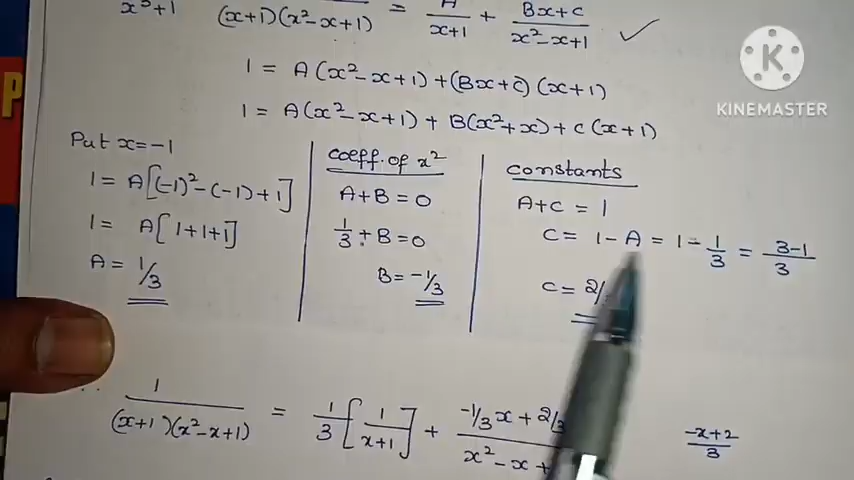 x³+1 (x+1)(x²-x+1) = A/x+1 + Bx+c/x²-x+1 ✓
K
KINEMASTER
1 = A(x²-x+1)+(Bx+c)(x+1)
1 = A(x²-x+1) + B(x²+x)+c(x+1)
Put x=-1
1= A[(-1)²-(-1)+1]
1= A[1+1+1]
A= 1/3
coeff. of x²
A+B=0
1/3+B=0
B=-1/3
constants
A+c = 1
c= 1-A = 1-1/3 = 3-1/3
c= 2/
1/(x+1)(x²-x+1) = 1/3[1/x+1] + -1/3x+2/3/x²-x+
-x+2/3